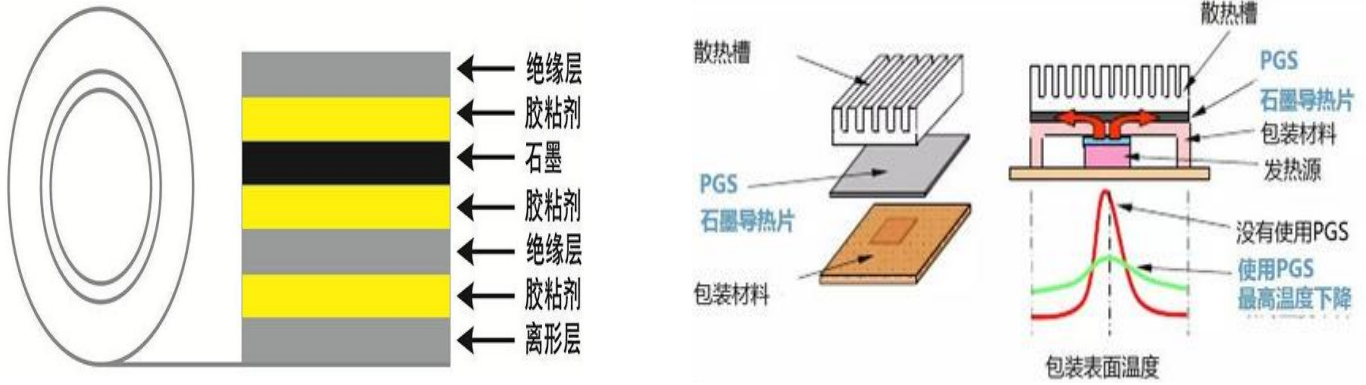 绝缘层
胶粘剂
石墨
胶粘剂
绝缘层
胶粘剂
离形层
散热槽
PGS
石墨导热片
包装材料
散热槽
PGS
石墨导热片
包装材料
发热源
没有使用PGS
使用PGS
最高温度下降
包装表面温度